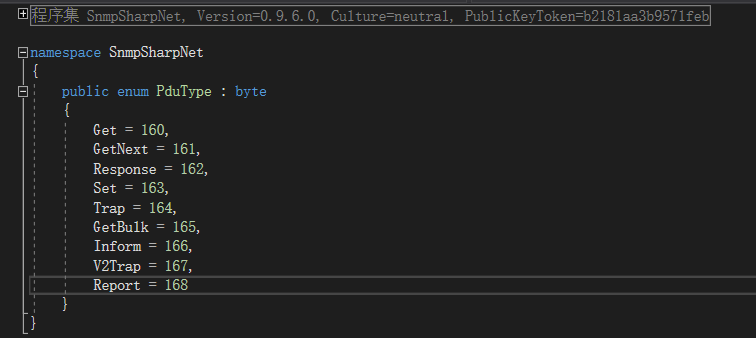 程序集 SnmpSharpNet, Version=0.9.6.0, Culture=neutral, PublicKeyToken=b2181aa3b9571feb
namespace SnmpSharpNet
{
public enum PduType : byte
{
Get = 160,
GetNext = 161,
Response = 162,
Set = 163,
Trap = 164,
GetBulk = 165,
Inform = 166,
V2Trap = 167,
Report = 168
}
}